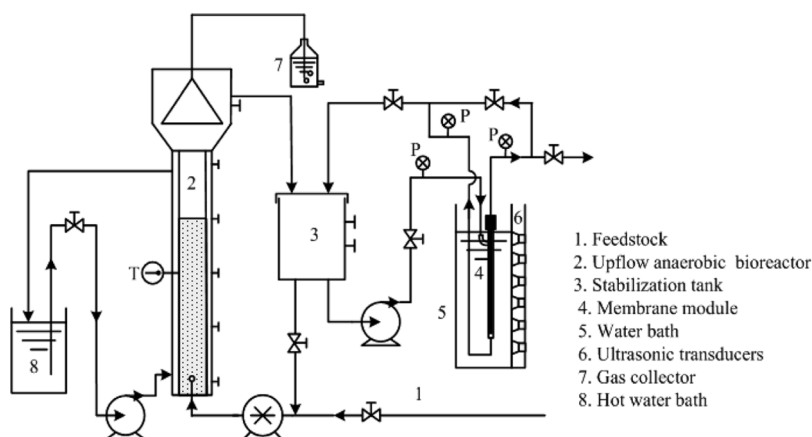 7
P
P
P
2
6
3
T
4
5
8
1
1. Feedstock
2. Upflow anaerobic bioreactor
3. Stabilization tank
4. Membrane module
5. Water bath
6. Ultrasonic transducers
7. Gas collector
8. Hot water bath